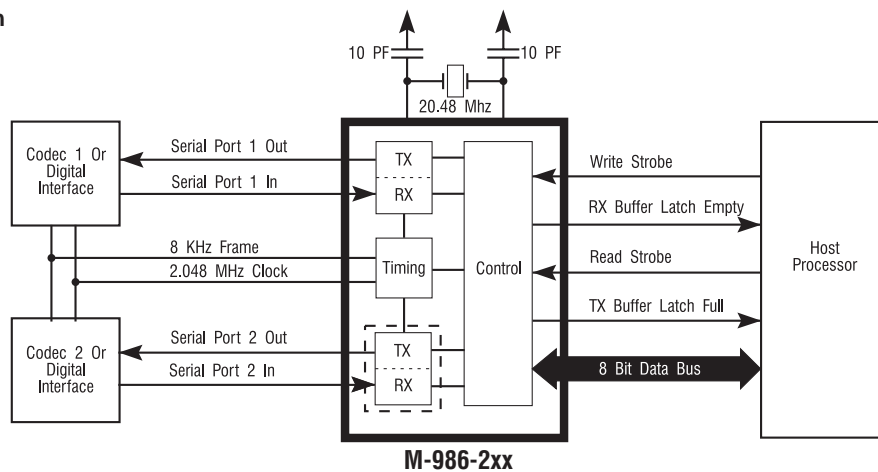 10 PF
10 PF
20.48 Mhz
Codec 1 Or
Digital
Interface
Serial Port 1 Out
Serial Port 1 In
8 KHz Frame
2.048 MHz Clock
Codec 2 Or
Digital
Interface
Serial Port 2 Out
Serial Port 2 In
TX
RX
Timing
TX
RX
Control
Write Strobe
RX Buffer Latch Empty
Read Strobe
TX Buffer Latch Full
8 Bit Data Bus
Host
Processor
M-986-2xx